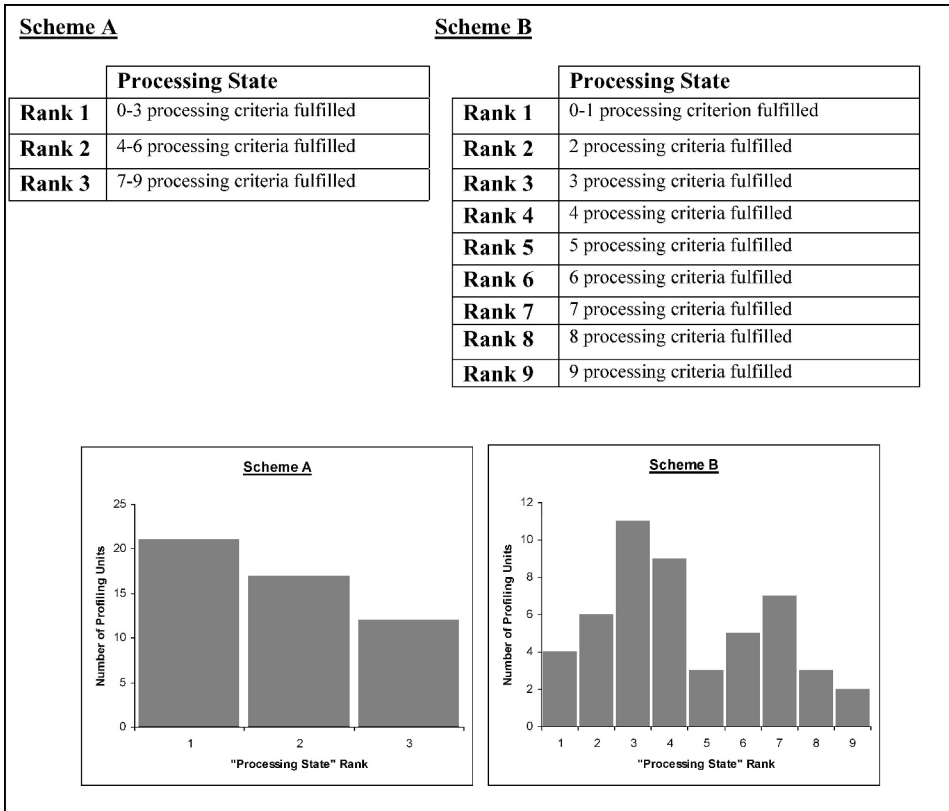 Scheme A
Processing State
Rank 1 0-3 processing criteria fulfilled
Rank 2 4-6 processing criteria fulfilled
Rank 3 7-9 processing criteria fulfilled
Scheme B
Processing State
Rank 1 0-1 processing criterion fulfilled
Rank 2 2 processing criteria fulfilled
Rank 3 3 processing criteria fulfilled
Rank 4 4 processing criteria fulfilled
Rank 5 5 processing criteria fulfilled
Rank 6 6 processing criteria fulfilled
Rank 7 7 processing criteria fulfilled
Rank 8 8 processing criteria fulfilled
Rank 9 9 processing criteria fulfilled
Scheme A
Number of Profiling Units
25
20
15
10
5
0
1 2 3
"Processing State" Rank
Scheme B
Number of Profiling Units
12
10
8
6
4
2
0
1 2 3 4 5 6 7 8 9
"Processing State" Rank